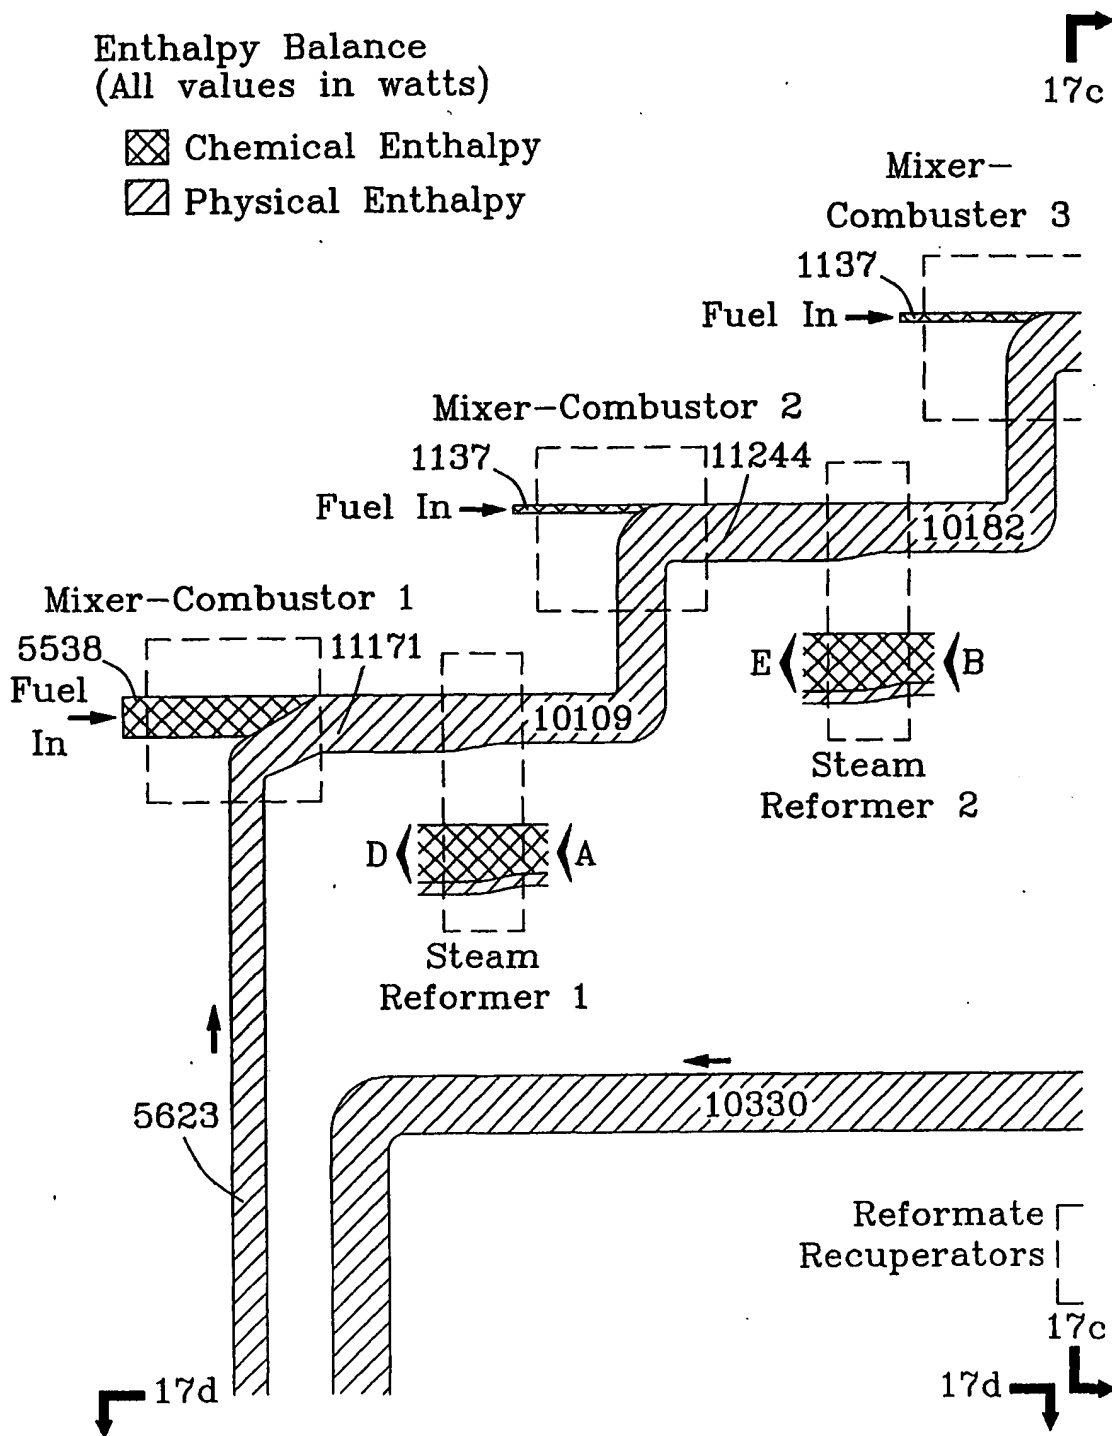 Enthalpy Balance
(All values in watts)
Chemical Enthalpy
Physical Enthalpy
17c
Mixer-
Combuster 3
1137
Fuel In
Mixer-Combustor 2
1137
11244
Fuel In
10182
Mixer-Combustor 1
5538
11171
Fuel
In
10109
E
B
Steam
Reformer 2
D
A
Steam
Reformer 1
5623
10330
Reformate
Recuperators
17c
17d
17d